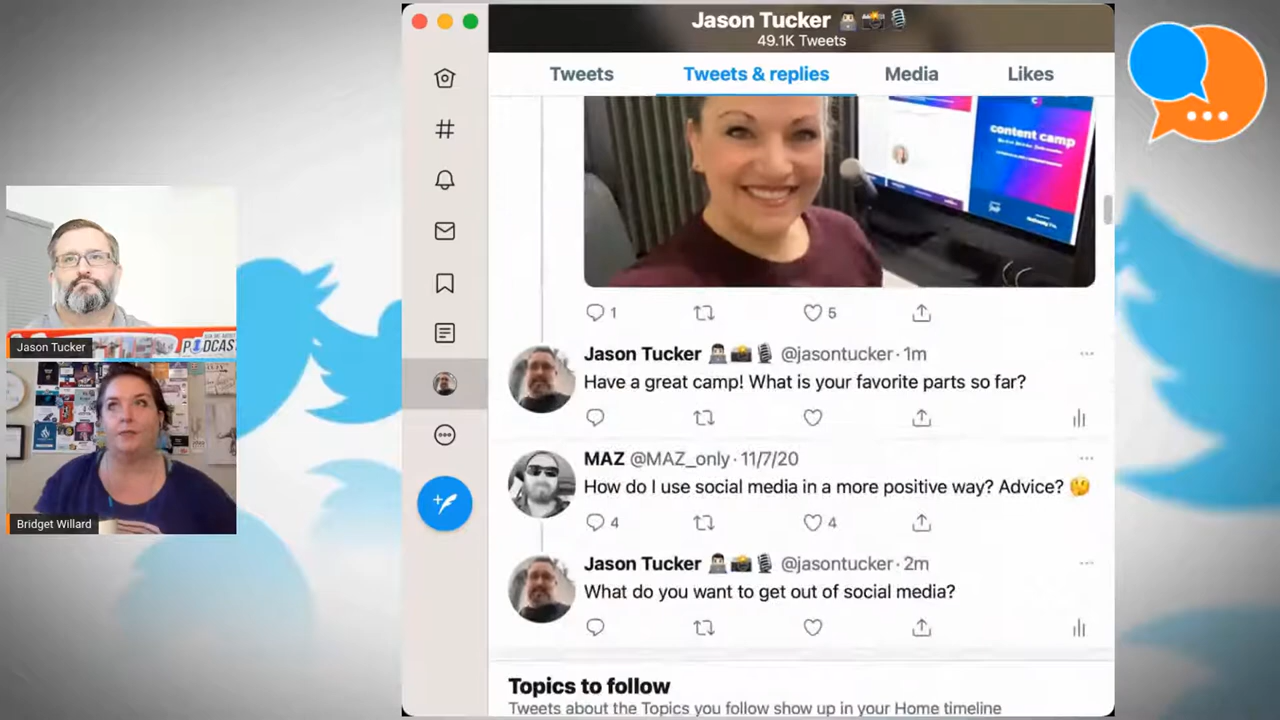 Jason Tucker
49.1K Tweets
Tweets
Tweets & replies
Media
Likes
content camp
1
5
Jason Tucker @jasontucker · 1m
Have a great camp! What is your favorite parts so far?
MAZ @MAZ_only · 11/7/20
How do I use social media in a more positive way? Advice? 🤔
4
4
Jason Tucker @jasontucker · 2m
What do you want to get out of social media?
Topics to follow
Tweets about the Topics you follow show up in your Home timeline
Jason Tucker
PODCAS
Bridget Willard